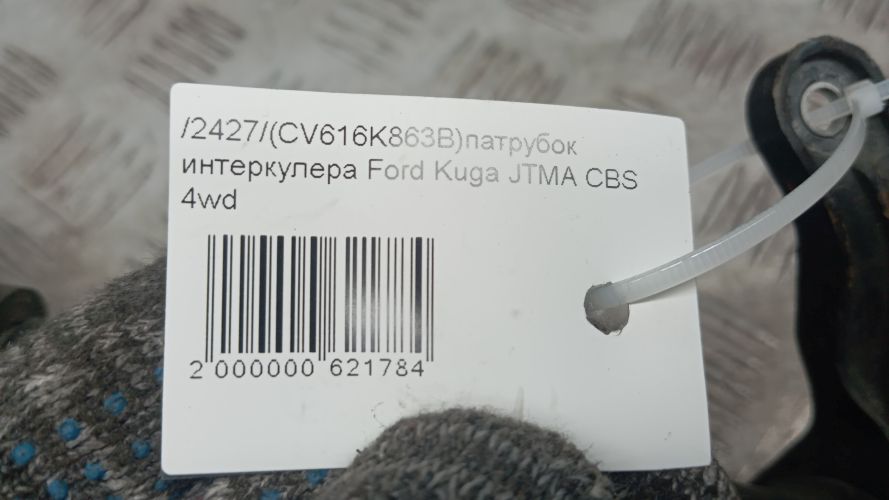 /2427/(CV616K863B)патрубок
интеркулера Ford Kuga JTMA CBS
4wd
2 000000 621784